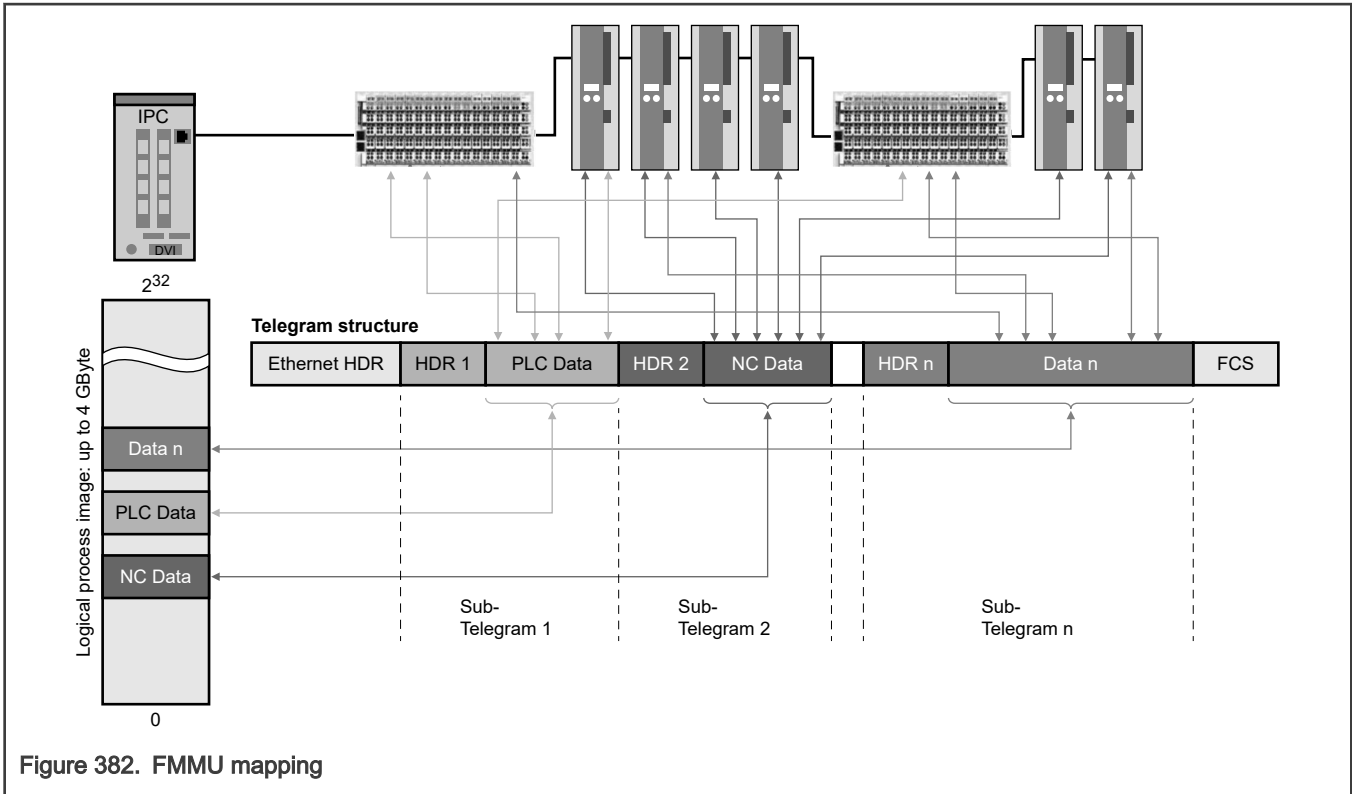 IPC
DVI
232
Logical process image: up to 4 GByte
Data n
PLC Data
NC Data
0
Telegram structure
Ethernet HDR HDR 1 PLC Data HDR 2 NC Data HDR n Data n FCS
Sub-
Telegram 1
Sub-
Telegram 2
Sub-
Telegram n
Figure 382. FMMU mapping